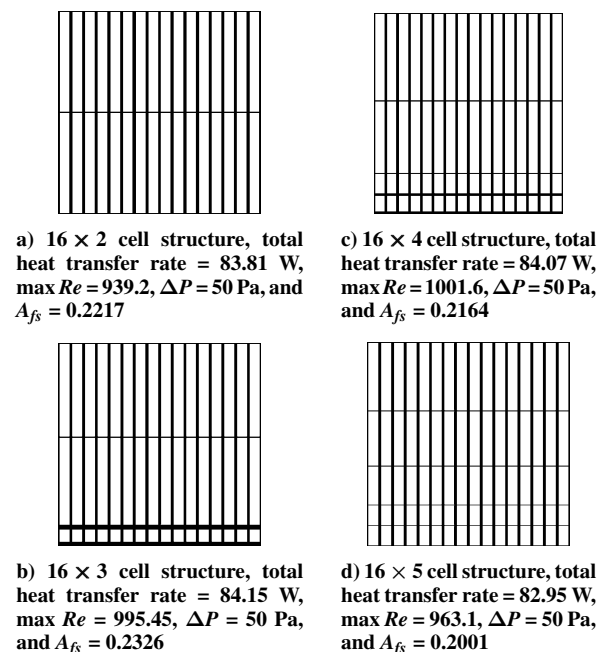 a) 16 × 2 cell structure, total
heat transfer rate = 83.81 W,
max Re = 939.2, ΔP = 50 Pa, and
Afs = 0.2217
b) 16 × 3 cell structure, total
heat transfer rate = 84.15 W,
max Re = 995.45, ΔP = 50 Pa,
and Afs = 0.2326
c) 16 × 4 cell structure, total
heat transfer rate = 84.07 W,
max Re = 1001.6, ΔP = 50 Pa,
and Afs = 0.2164
d) 16 × 5 cell structure, total
heat transfer rate = 82.95 W,
max Re = 963.1, ΔP = 50 Pa,
and Afs = 0.2001